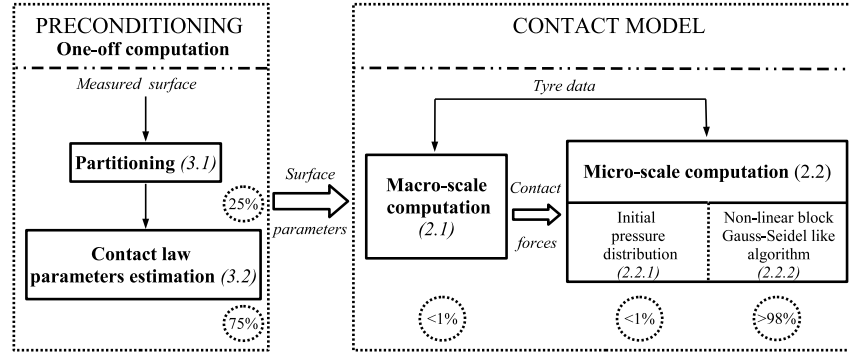 PRECONDITIONING
One-off computation
Measured surface
Partitioning (3.1)
25%
Contact law
parameters estimation (3.2)
75%
Surface
parameters
CONTACT MODEL
Tyre data
Macro-scale
computation
(2.1)
<1%
Contact
forces
Micro-scale computation (2.2)
Initial
pressure
distribution
(2.2.1)
<1%
Non-linear block
Gauss-Seidel like
algorithm
(2.2.2)
>98%